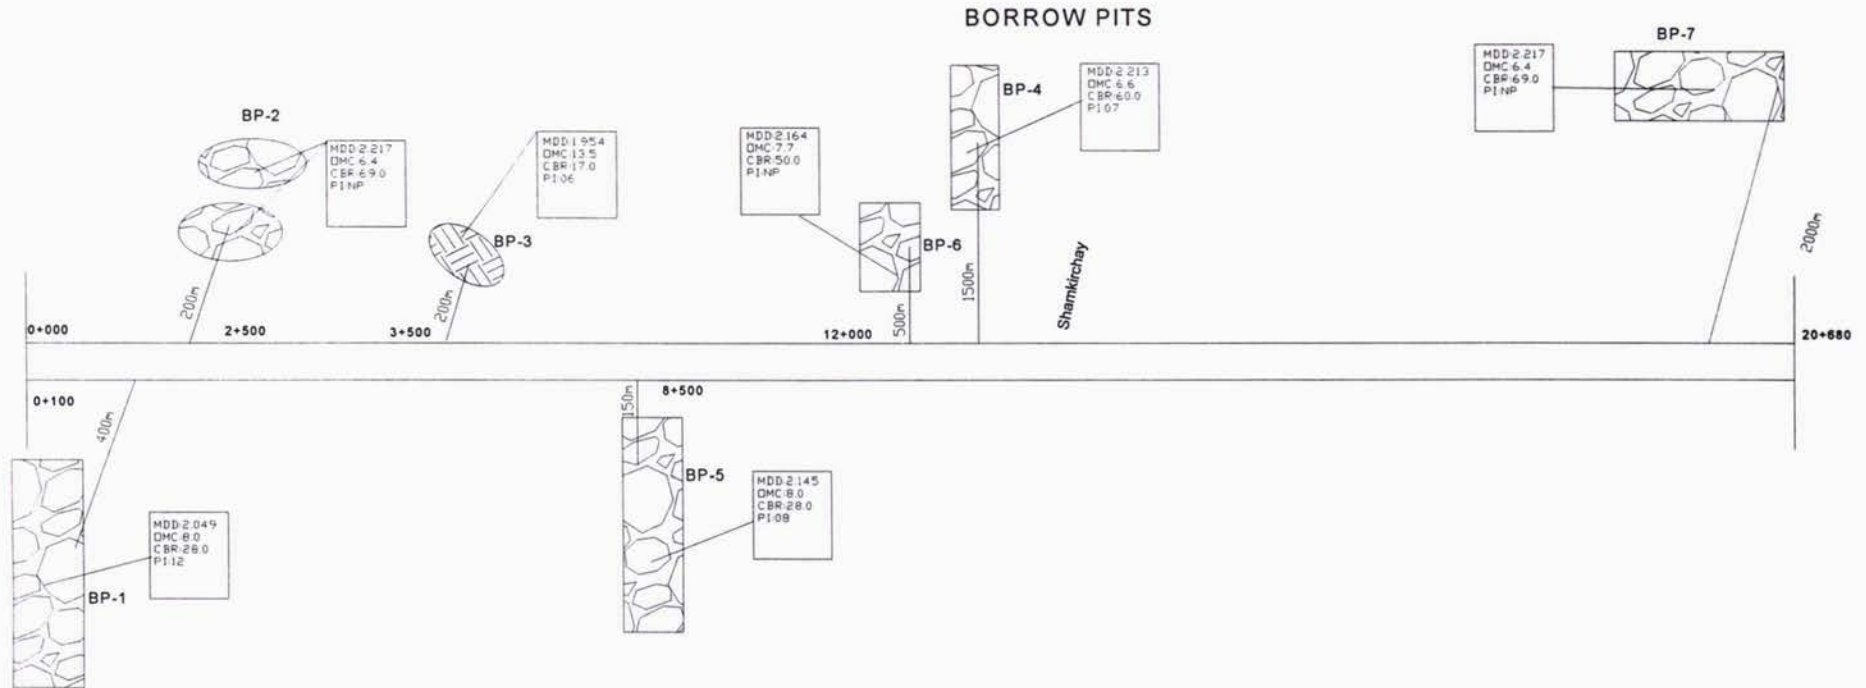 BORROW PITS
BP-7
MDD:2.217
OMC:6.4
CBR:69.0
PI:NP
BP-4
MDD:2.213
OMC:6.6
CBR:60.0
PI:07
BP-2
MDD:2.217
OMC:6.4
CBR:69.0
PI:NP
MDD:1.954
OMC:13.5
CBR:17.0
PI:06
BP-3
MDD:2.164
OMC:7.7
CBR:50.0
PI:NP
BP-6
200m
200m
500m
1500m
Shamkirchay
2000m
0+000
2+500
3+500
12+000
20+680
0+100
400m
150m
8+500
BP-5
MDD:2.145
OMC:8.0
CBR:28.0
PI:08
MDD:2.049
OMC:8.0
CBR:28.0
PI:12
BP-1